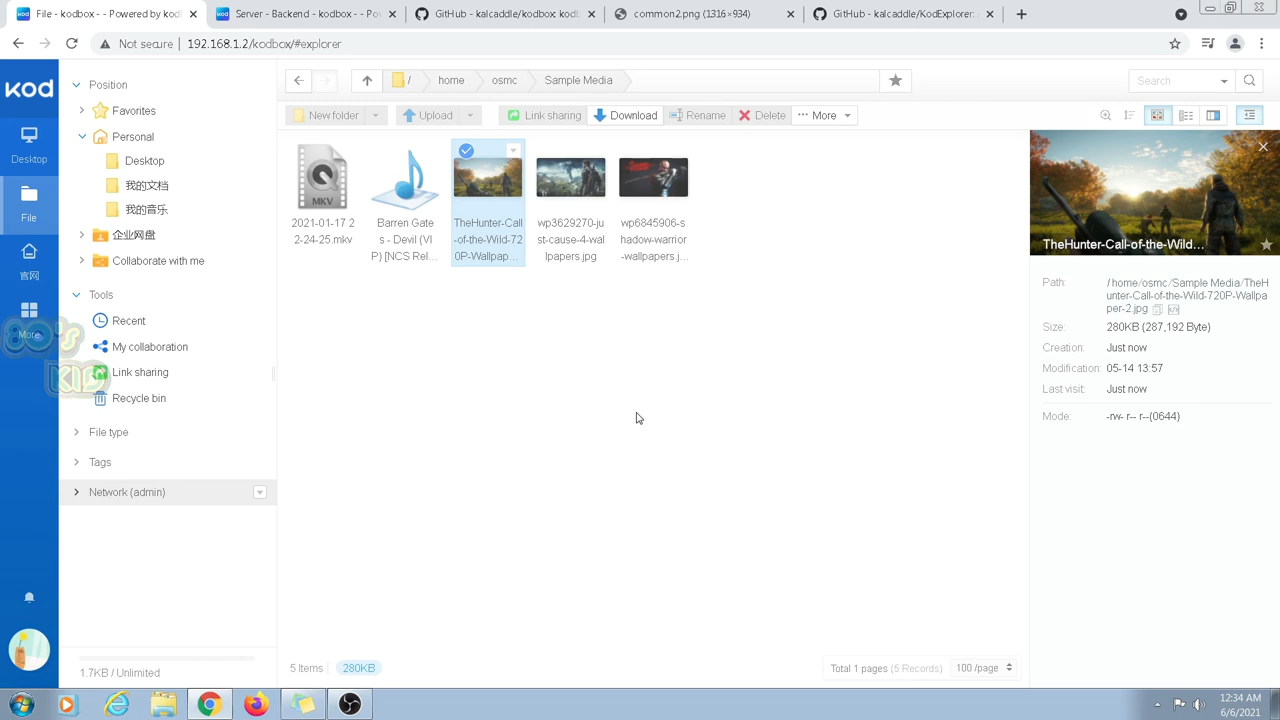 File - kodbox - Powered by kod
Server - Backend - kodbox - Po
GitHub - kalcaddle/kodbox kodb
common2.png (1364×664)
GitHub - kalcaddle/KodExplorer:
Not secure
192.168.1.2/kodbox/#explorer
kod
Desktop
File
官网
More
80's
KID
Position
Favorites
Personal
Desktop
我的文档
我的音乐
企业网盘
Collaborate with me
Tools
Recent
My collaboration
Link sharing
Recycle bin
File type
Tags
Network (admin)
1.7KB / Unlimited
/ home osmc Sample Media
Search
New folder
Upload
Link sharing
Download
Rename
Delete
More
MKV
2021-01-17 2
2-24-25.mkv
Barren Gate
s - Devil (VI
P) [NCS Rel...
TheHunter-Call
-of-the-Wild-72
0P-Wallpap...
wp3629270-ju
st-cause-4-wal
lpapers.jpg
wp6845906-s
hadow-warrior
-wallpapers.j...
TheHunter-Call-of-the-Wild...
Path:
/home/osmc/Sample Media/TheH
unter-Call-of-the-Wild-720P-Wallpa
per-2.jpg
Size: 280KB (287,192 Byte)
Creation: Just now
Modification: 05-14 13:57
Last visit: Just now
Mode: -rw- r-- r--(0644)
5 Items
280KB
Total 1 pages (5 Records)
100 /page
12:34 AM
6/6/2021